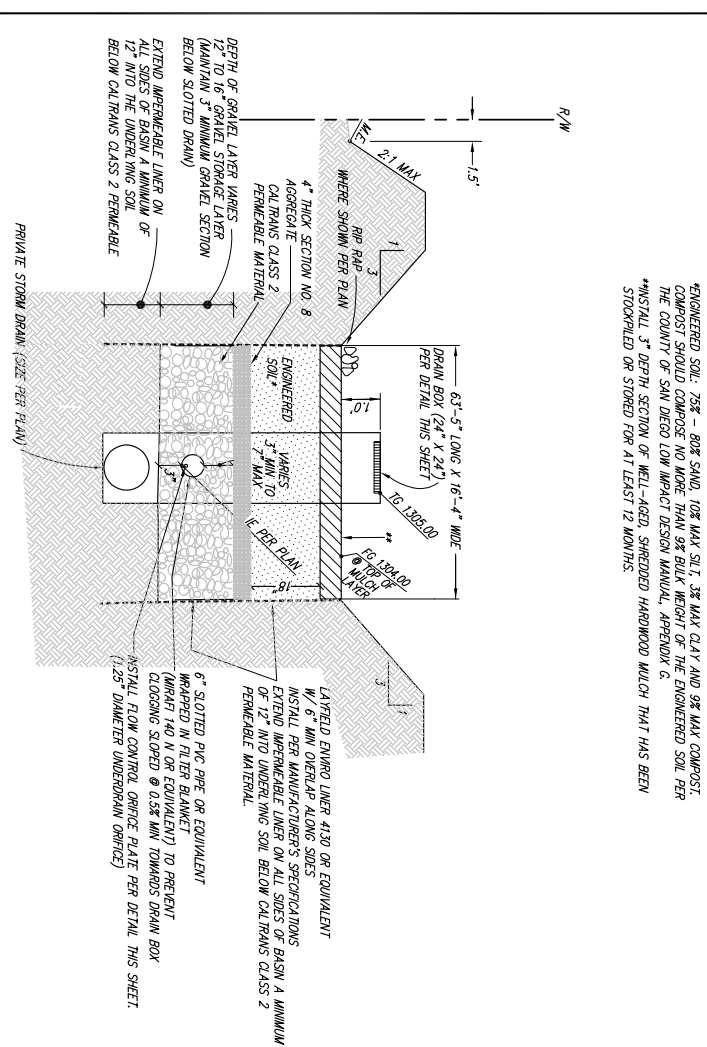 *ENGINEERED SOIL: 75% - 80% SAND, 10% MAX SILT, 3% MAX CLAY AND 9% MAX COMPOST.
COMPOST SHOULD COMPOSE NO MORE THAN 9% BULK WEIGHT OF THE ENGINEERED SOIL PER
THE COUNTY OF SAN DIEGO LOW IMPACT DESIGN MANUAL, APPENDIX G.
**INSTALL 3" DEPTH SECTION OF WELL-AGED, SHREDDED HARDWOOD MULCH THAT HAS BEEN
STOCKPILED OR STORED FOR AT LEAST 12 MONTHS.
R/W
1.5'
M.E.
2:1 MAX
1
3
RIP RAP
WHERE SHOWN PER PLAN
4" THICK SECTION NO. 8
AGGREGATE
CALTRANS CLASS 2
PERMEABLE MATERIAL
DEPTH OF GRAVEL LAYER VARIES
12" TO 16" GRAVEL STORAGE LAYER
(MAINTAIN 3" MINIMUM GRAVEL SECTION
BELOW SLOTTED DRAIN)
EXTEND IMPERMEABLE LINER ON
ALL SIDES OF BASIN A MINIMUM OF
12" INTO THE UNDERLYING SOIL
BELOW CALTRANS CLASS 2 PERMEABLE
PRIVATE STORM DRAIN (SIZE PER PLAN)
63'-5" LONG X 16'-4" WIDE
DRAIN BOX (24" X 24")
PER DETAIL THIS SHEET
1.0'
TG 1305.00
**
FG 1304.00
@ TOP OF
MULCH
LAYER
ENGINEERED
SOIL*
18"
VARIES
3" MIN TO
7" MAX
IE PER PLAN
3"
1
3
LAYFIELD ENVIRO LINER 4130 OR EQUIVALENT
W/ 6" MIN OVERLAP ALONG SIDES
INSTALL PER MANUFACTURER'S SPECIFICATIONS
EXTEND IMPERMEABLE LINER ON ALL SIDES OF BASIN A MINIMUM
OF 12" INTO UNDERLYING SOIL BELOW CALTRANS CLASS 2
PERMEABLE MATERIAL.
6" SLOTTED PVC PIPE OR EQUIVALENT
WRAPPED IN FILTER BLANKET
(MIRAFI 140 N OR EQUIVALENT) TO PREVENT
CLOGGING SLOPED @ 0.5% MIN TOWARDS DRAIN BOX
INSTALL FLOW CONTROL ORIFICE PLATE PER DETAIL THIS SHEET.
(1.25" DIAMETER UNDERDRAIN ORIFICE)